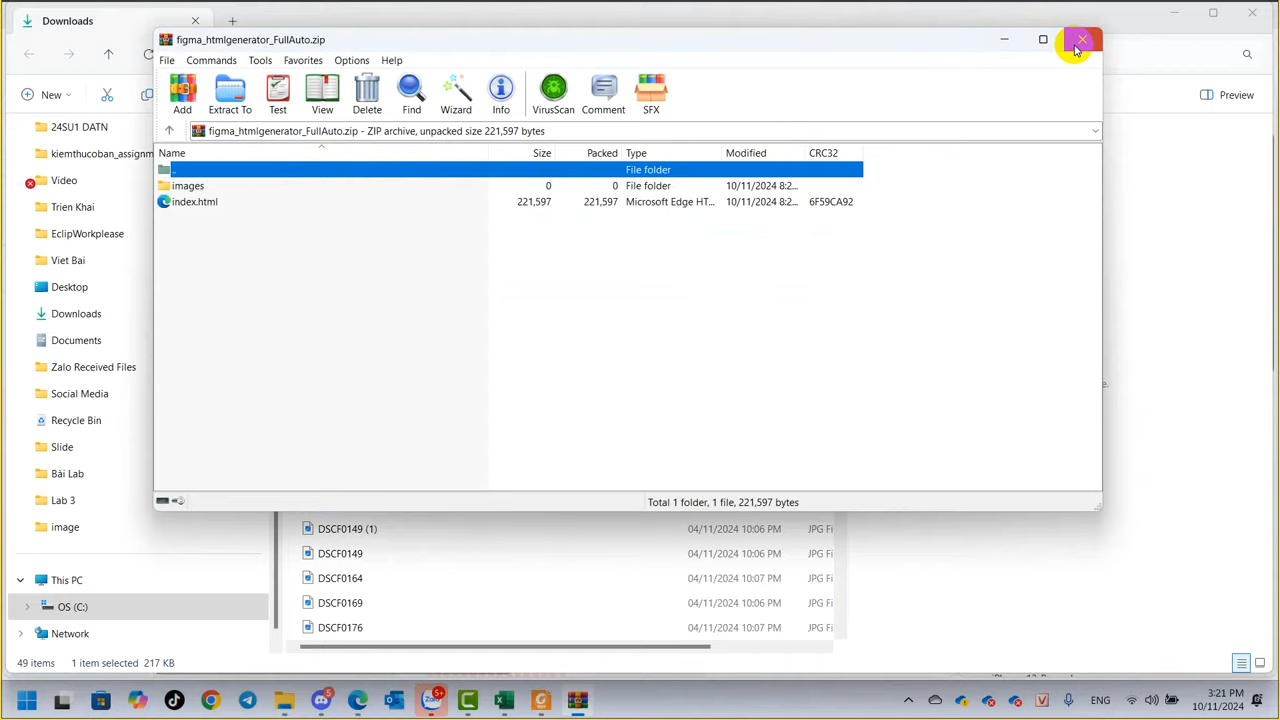 Downloads
figma_htmlgenerator_FullAuto.zip
File Commands Tools Favorites Options Help
New
Add Extract To Test View Delete Find Wizard Info VirusScan Comment SFX
Preview
figma_htmlgenerator_FullAuto.zip - ZIP archive, unpacked size 221,597 bytes
Name Size Packed Type Modified CRC32
.. File folder
images 0 0 File folder 10/11/2024 8:2...
index.html 221,597 221,597 Microsoft Edge HT... 10/11/2024 8:2... 6F59CA92
Total 1 folder, 1 file, 221,597 bytes
24SU1 DATN
kiemthucoban_assignm
Video
Trien Khai
EclipWorkplease
Viet Bai
Desktop
Downloads
Documents
Zalo Received Files
Social Media
Recycle Bin
Slide
Bài Lab
Lab 3
image
This PC
OS (C:)
Network
DSCF0149 (1) 04/11/2024 10:06 PM JPG Fi
DSCF0149 04/11/2024 10:06 PM JPG Fi
DSCF0164 04/11/2024 10:07 PM JPG Fi
DSCF0169 04/11/2024 10:06 PM JPG Fi
DSCF0176 04/11/2024 10:07 PM JPG Fi
49 items 1 item selected 217 KB
Zalo
5+
ENG
3:21 PM
10/11/2024